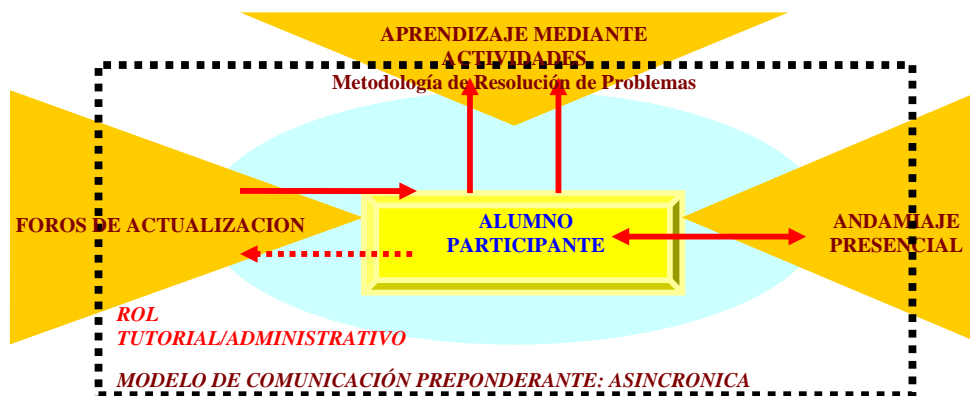 APRENDIZAJE MEDIANTE
ACTIVIDADES
Metodología de Resolución de Problemas
FOROS DE ACTUALIZACION
ALUMNO
PARTICIPANTE
ANDAMIAJE
PRESENCIAL
ROL
TUTORIAL/ADMINISTRATIVO
MODELO DE COMUNICACIÓN PREPONDERANTE: ASINCRONICA